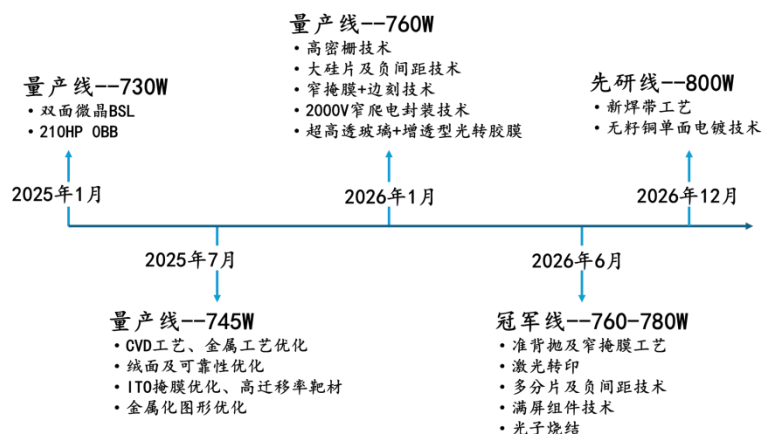 量产线--730W
·双面微晶BSL
·210HP 0BB
2025年1月
量产线--745W
·CVD工艺、金属工艺优化
·绒面及可靠性优化
·ITO掩膜优化、高迁移率靶材
·金属化图形优化
2025年7月
量产线--760W
·高密栅技术
·大硅片及负间距技术
·窄掩膜+边刻技术
·2000V窄爬电封装技术
·超高透玻璃+增透型光转胶膜
2026年1月
冠军线--760-780W
·准背抛及窄掩膜工艺
·激光转印
·多分片及负间距技术
·满屏组件技术
·光子烧结
2026年6月
先研线--800W
·新焊带工艺
·无籽铜单面电镀技术
2026年12月